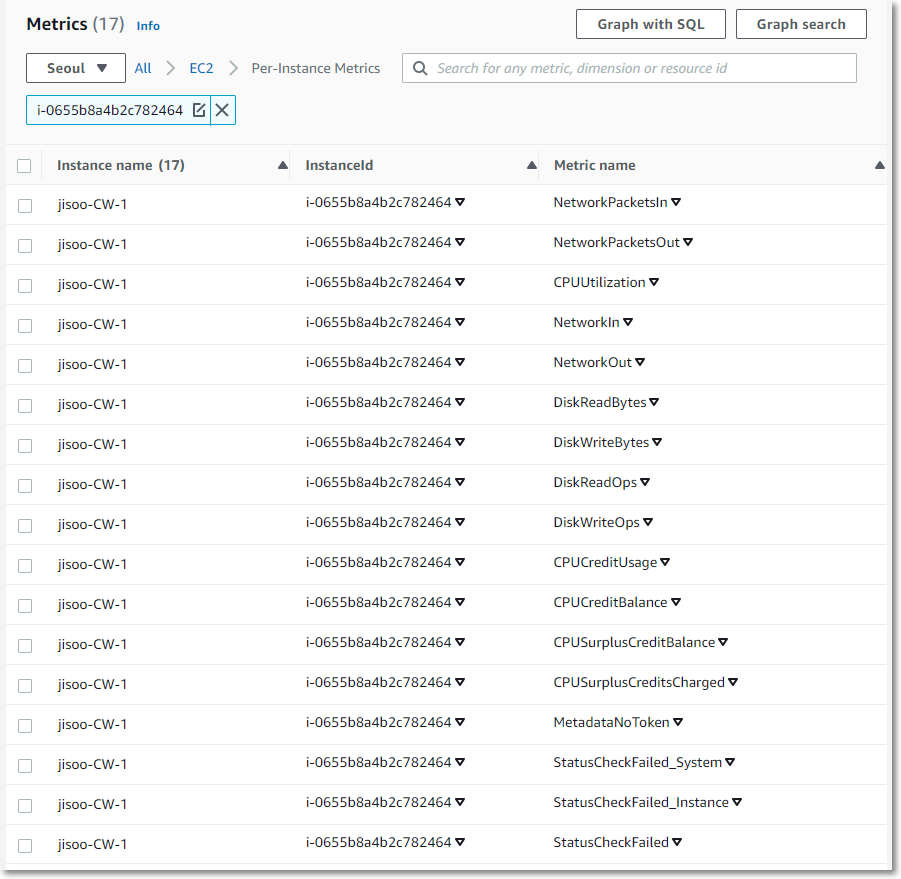 Metrics (17) Info
Graph with SQL Graph search
Seoul All EC2 Per-Instance Metrics Search for any metric, dimension or resource id
i-0655b8a4b2c782464
Instance name (17) InstanceId Metric name
jisoo-CW-1 i-0655b8a4b2c782464 NetworkPacketsIn
jisoo-CW-1 i-0655b8a4b2c782464 NetworkPacketsOut
jisoo-CW-1 i-0655b8a4b2c782464 CPUUtilization
jisoo-CW-1 i-0655b8a4b2c782464 NetworkIn
jisoo-CW-1 i-0655b8a4b2c782464 NetworkOut
jisoo-CW-1 i-0655b8a4b2c782464 DiskReadBytes
jisoo-CW-1 i-0655b8a4b2c782464 DiskWriteBytes
jisoo-CW-1 i-0655b8a4b2c782464 DiskReadOps
jisoo-CW-1 i-0655b8a4b2c782464 DiskWriteOps
jisoo-CW-1 i-0655b8a4b2c782464 CPUCreditUsage
jisoo-CW-1 i-0655b8a4b2c782464 CPUCreditBalance
jisoo-CW-1 i-0655b8a4b2c782464 CPUSurplusCreditBalance
jisoo-CW-1 i-0655b8a4b2c782464 CPUSurplusCreditsCharged
jisoo-CW-1 i-0655b8a4b2c782464 MetadataNoToken
jisoo-CW-1 i-0655b8a4b2c782464 StatusCheckFailed_System
jisoo-CW-1 i-0655b8a4b2c782464 StatusCheckFailed_Instance
jisoo-CW-1 i-0655b8a4b2c782464 StatusCheckFailed